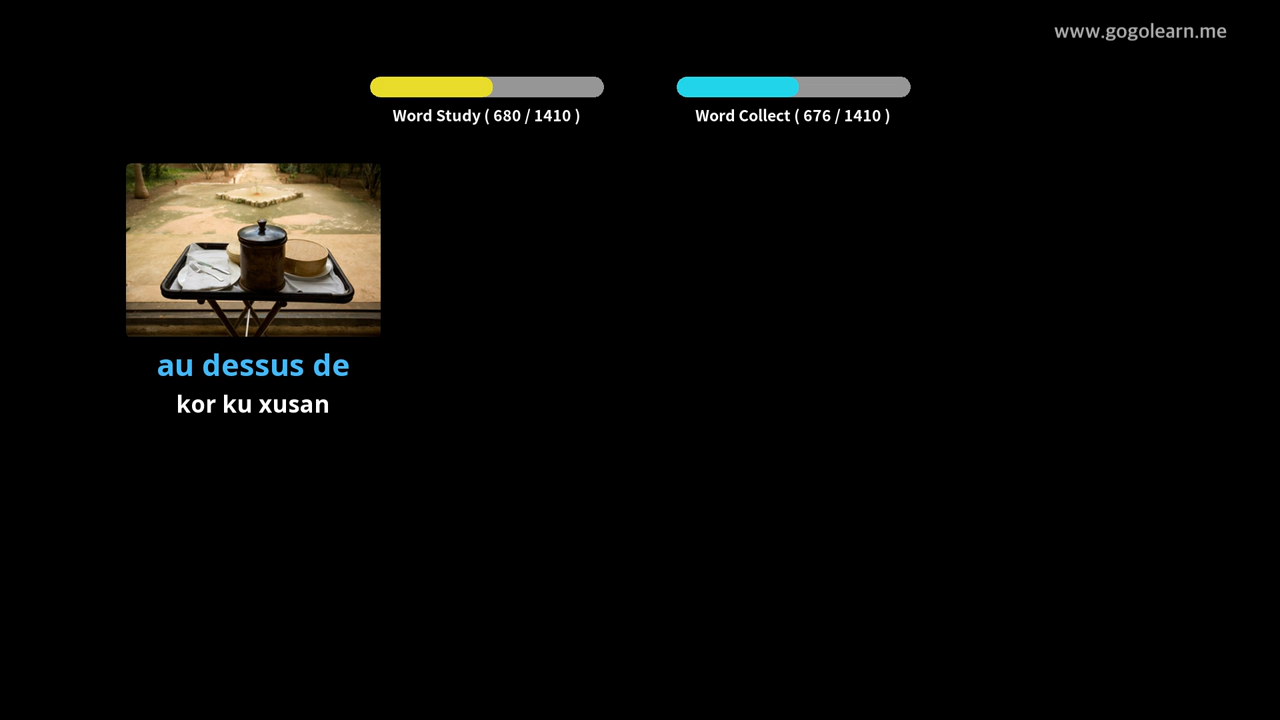 www.gogolearn.me
Word Study ( 680 / 1410 )
Word Collect ( 676 / 1410 )
au dessus de
kor ku xusan